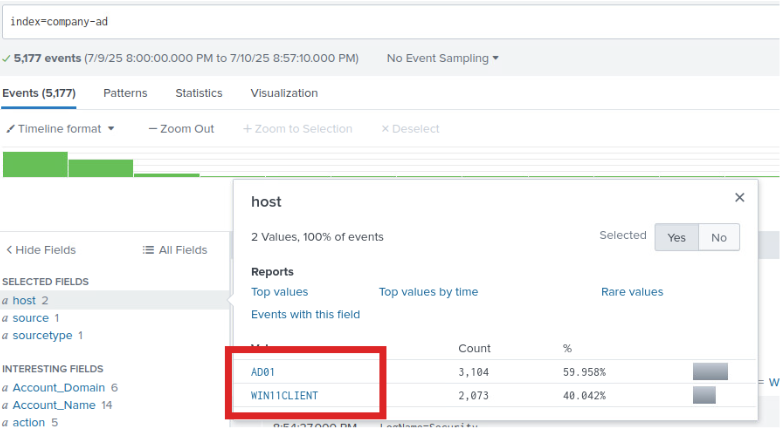 index=company-ad
✓ 5,177 events (7/9/25 8:00:00.000 PM to 7/10/25 8:57:10.000 PM) No Event Sampling
Events (5,177) Patterns Statistics Visualization
Timeline format — Zoom Out + Zoom to Selection × Deselect
host
2 Values, 100% of events Selected Yes No
< Hide Fields All Fields
Reports
SELECTED FIELDS
Top values Top values by time Rare values
a host 2
Events with this field
a source 1
a sourcetype 1
Count %
INTERESTING FIELDS
AD01 3,104 59.958%
a Account_Domain 6
WIN11CLIENT 2,073 40.042%
a Account_Name 14
a action 5
8:54:27.000 PM LogName=Security